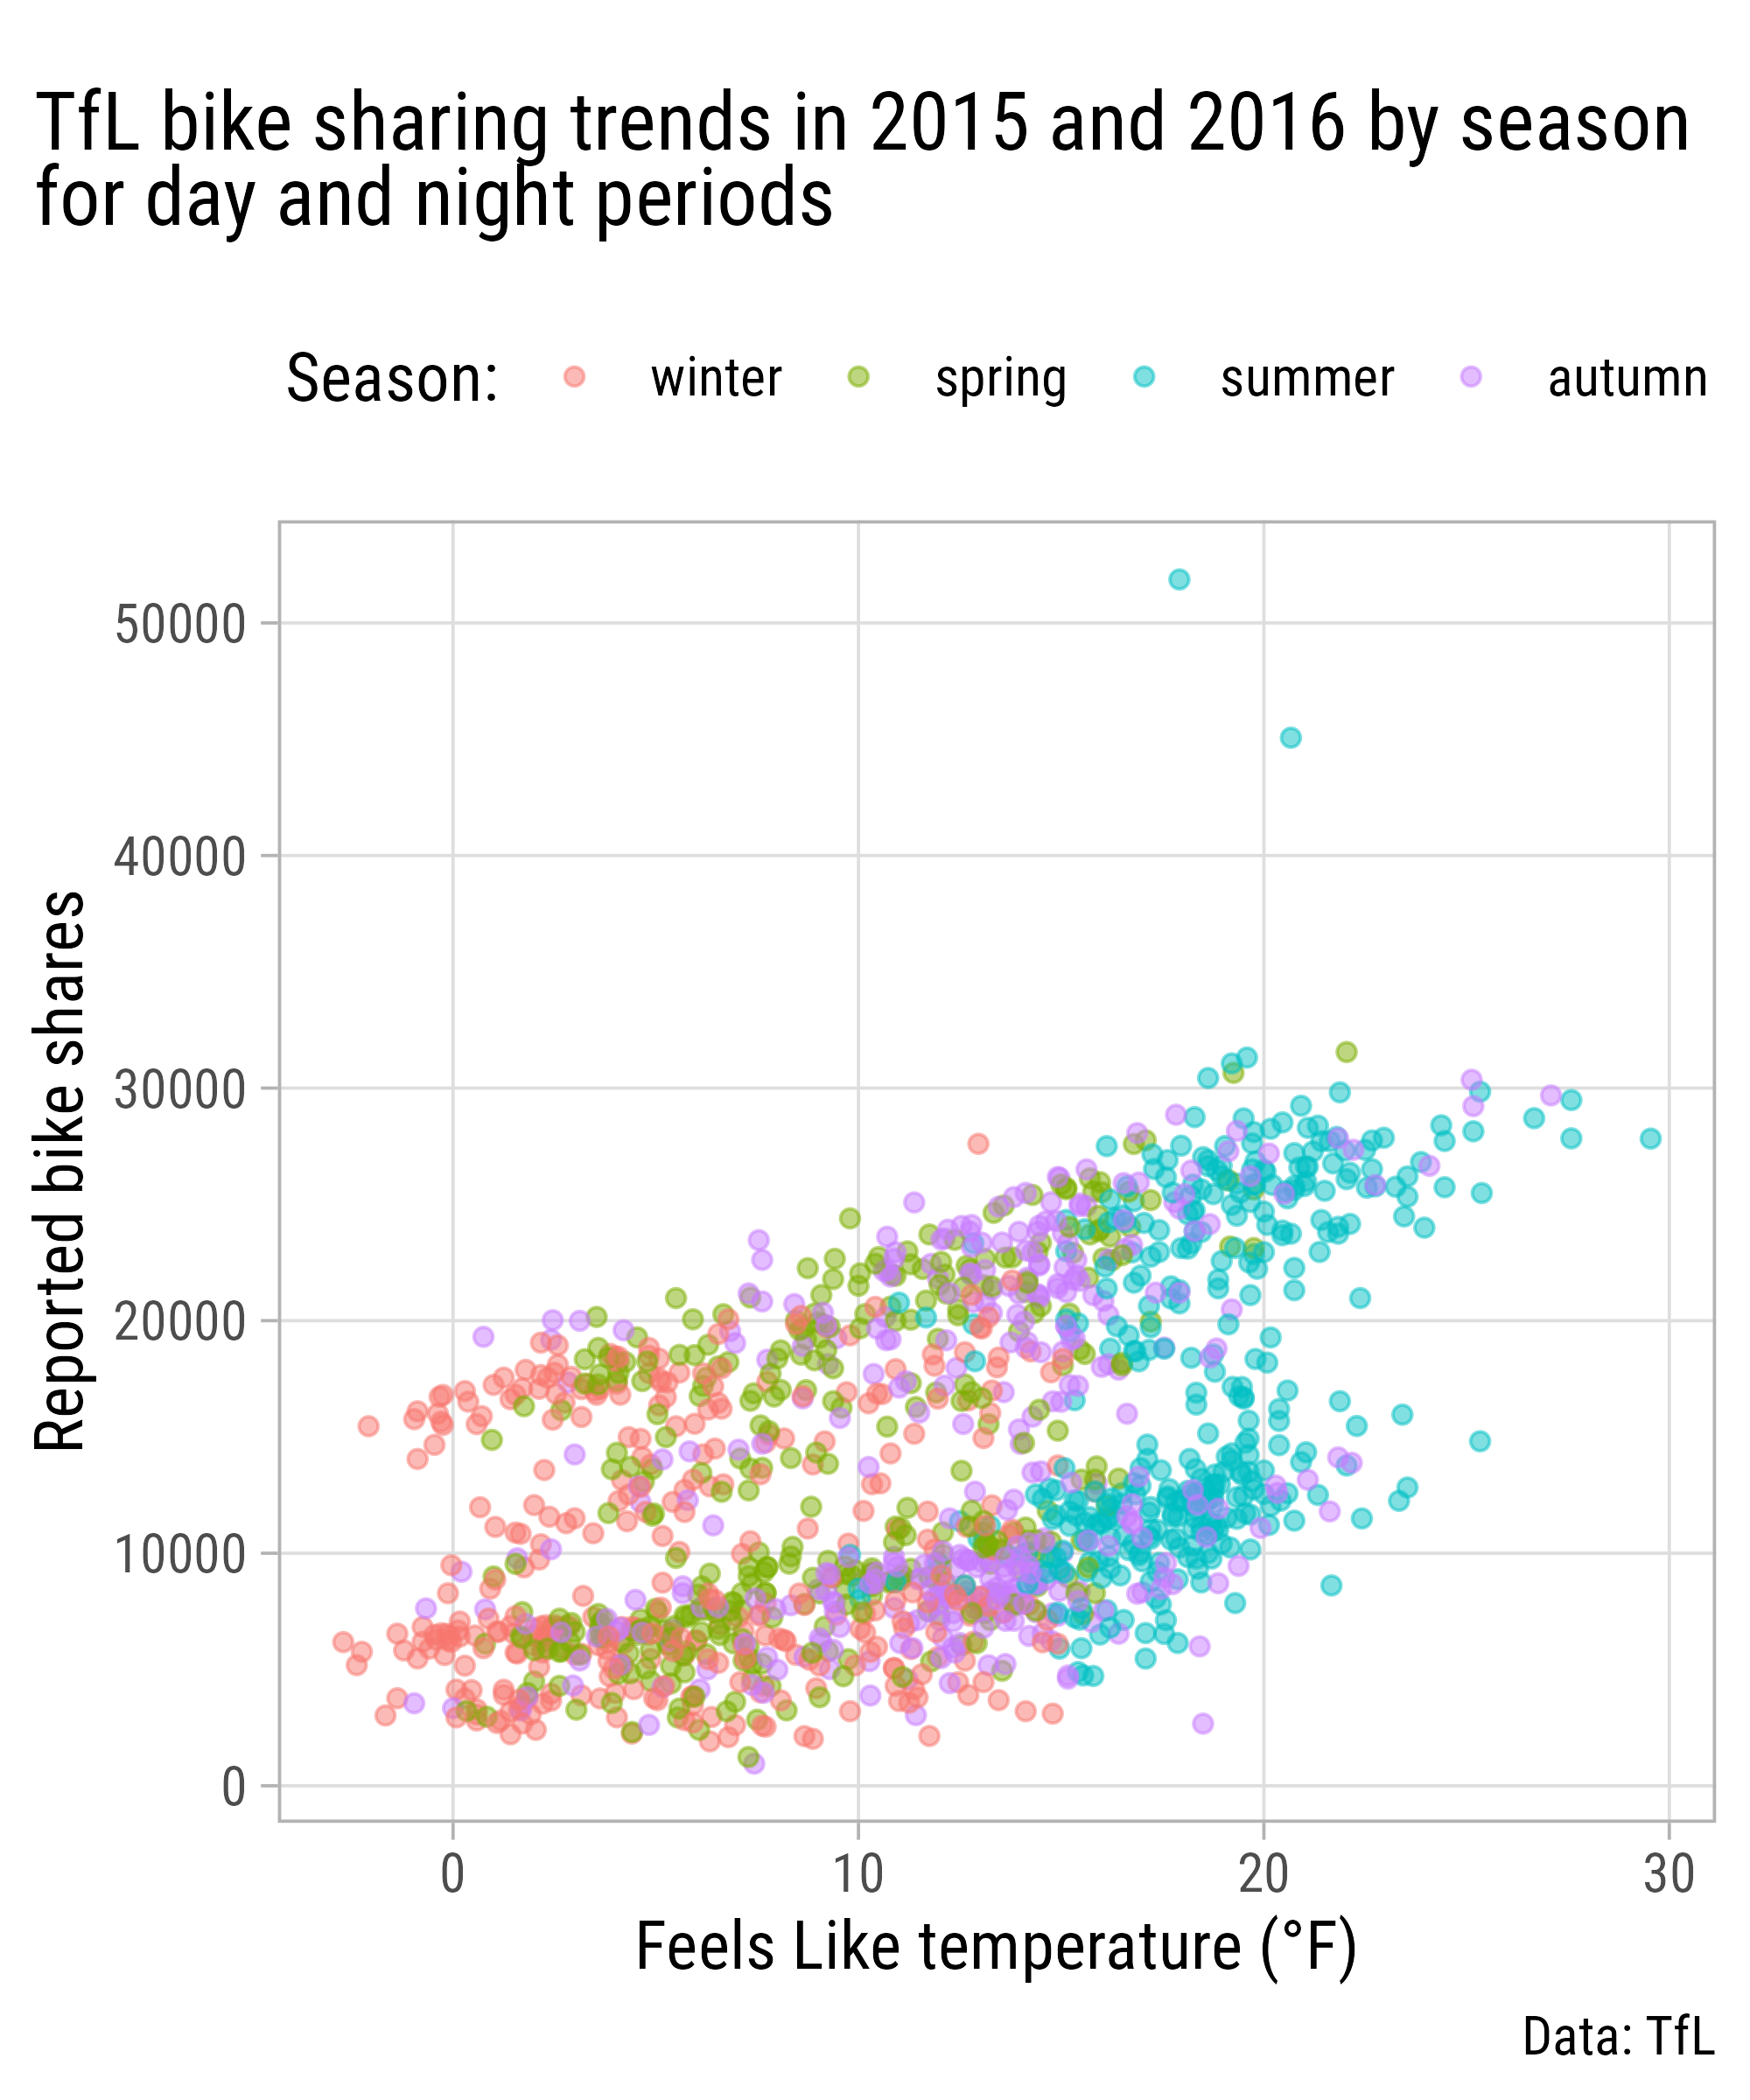 TfL bike sharing trends in 2015 and 2016 by season
for day and night periods
Season: winter spring summer autumn
Reported bike shares
50000
40000
30000
20000
10000
0
0 10 20 30
Feels Like temperature (°F)
Data: TfL